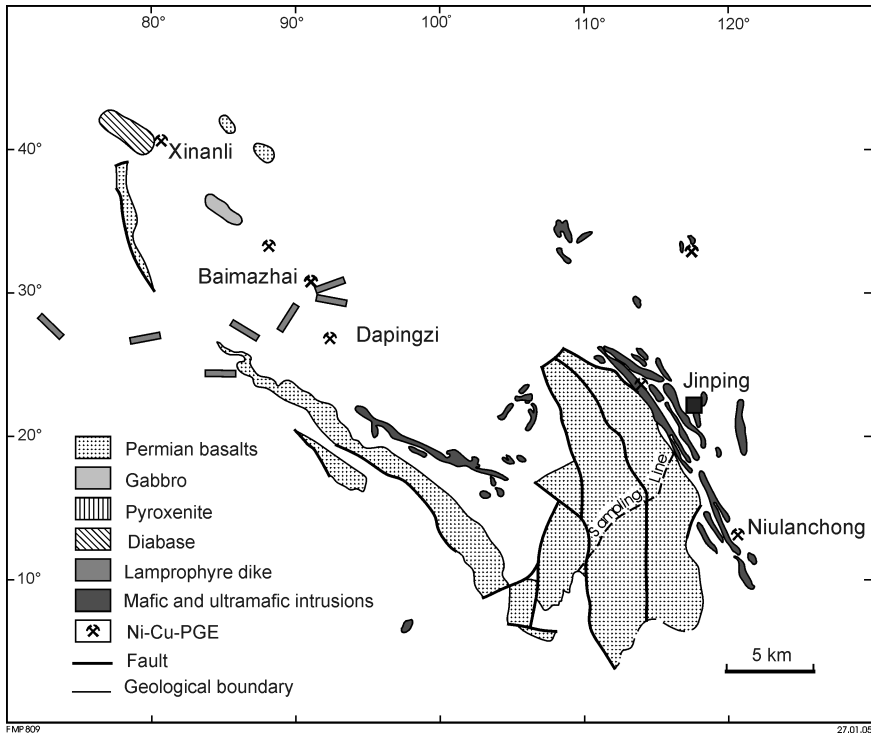 80° 90° 100° 110° 120°
40°
Xinanli
30°
Baimazhai
Dapingzi
Jinping
20°
Sampling Line
Niulanchong
10°
Permian basalts
Gabbro
Pyroxenite
Diabase
Lamprophyre dike
Mafic and ultramafic intrusions
Ni-Cu-PGE
Fault
Geological boundary
5 km
FMP809
27.01.05